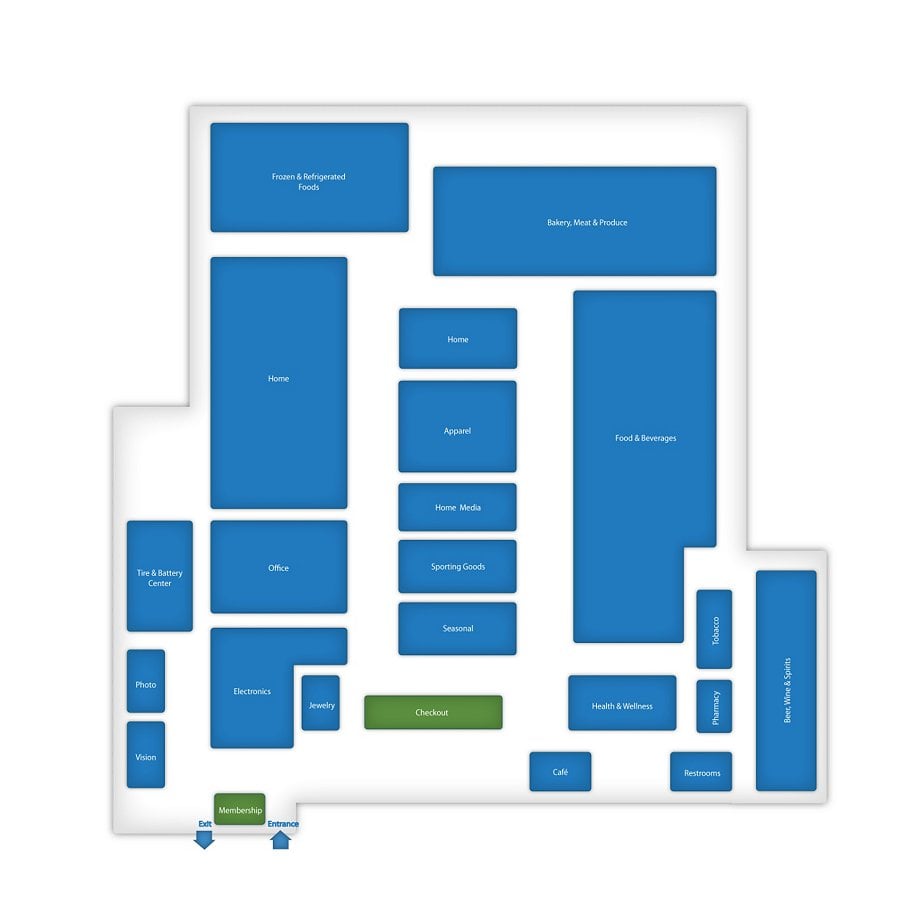 Frozen & Refrigerated
Foods
Bakery, Meat & Produce
Home
Home
Apparel
Food & Beverages
Home Media
Sporting Goods
Tire & Battery
Center
Office
Seasonal
Tobacco
Photo
Electronics
Jewelry
Checkout
Health & Wellness
Pharmacy
Beer, Wine & Spirits
Vision
Café
Restrooms
Membership
Exit
Entrance